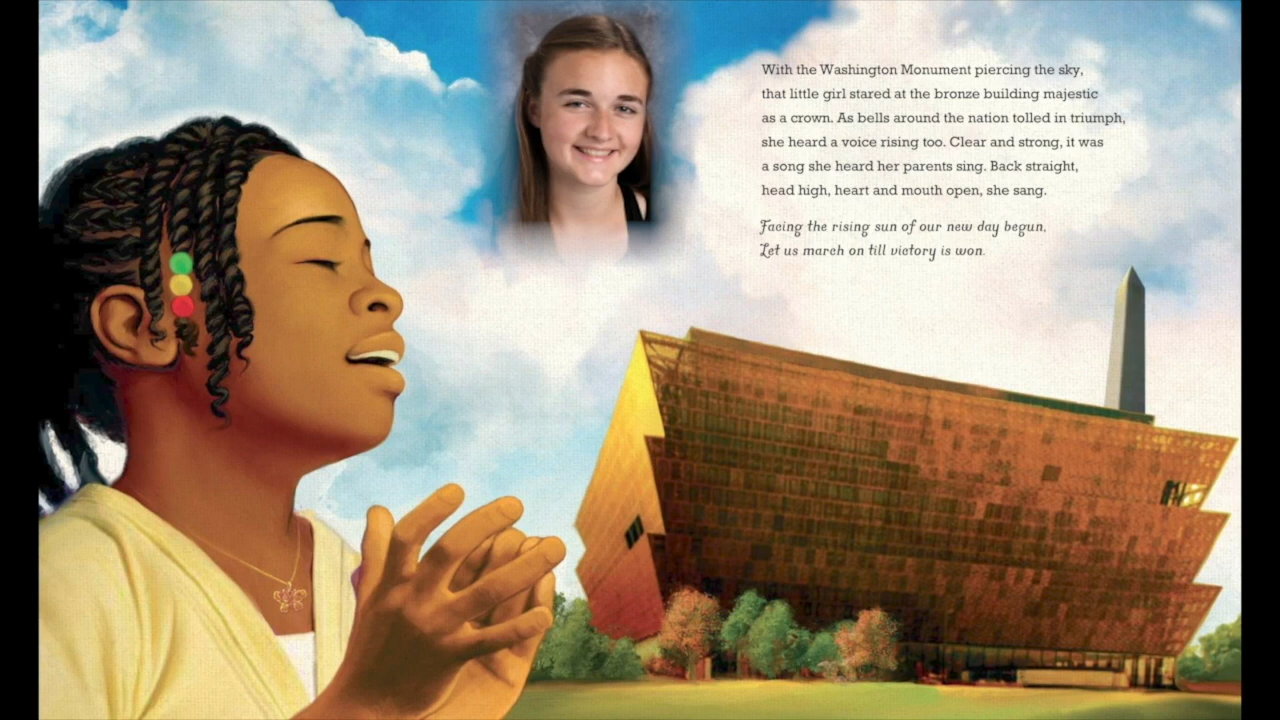 With the Washington Monument piercing the sky,
that little girl stared at the bronze building majestic
as a crown. As bells around the nation tolled in triumph,
she heard a voice rising too. Clear and strong, it was
a song she heard her parents sing. Back straight,
head high, heart and mouth open, she sang.
Facing the rising sun of our new day begun,
Let us march on till victory is won.